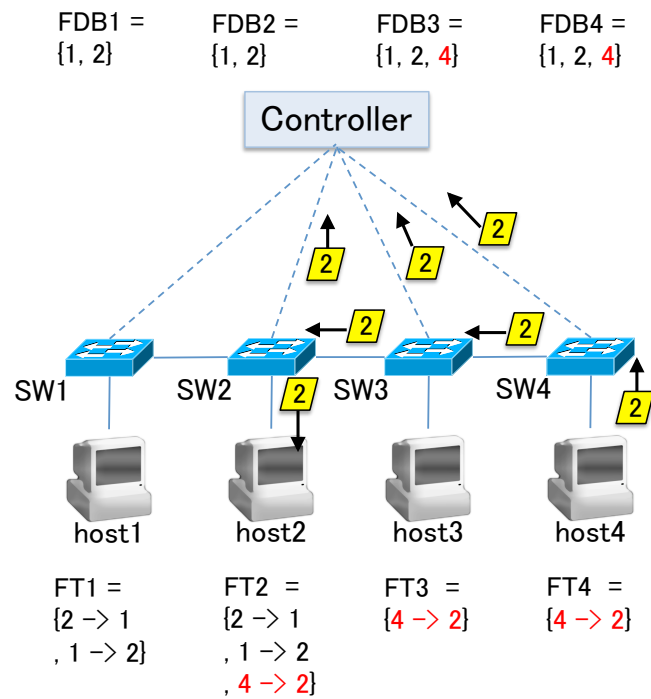 FDB1 = FDB2 = FDB3 = FDB4 =
{1, 2} {1, 2} {1, 2, 4} {1, 2, 4}
Controller
2
2
2
2 2
SW1 SW2 2 SW3 SW4 2
host1 host2 host3 host4
FT1 = FT2 = FT3 = FT4 =
{2 -> 1 {2 -> 1 {4 -> 2} {4 -> 2}
, 1 -> 2} , 1 -> 2
, 4 -> 2}